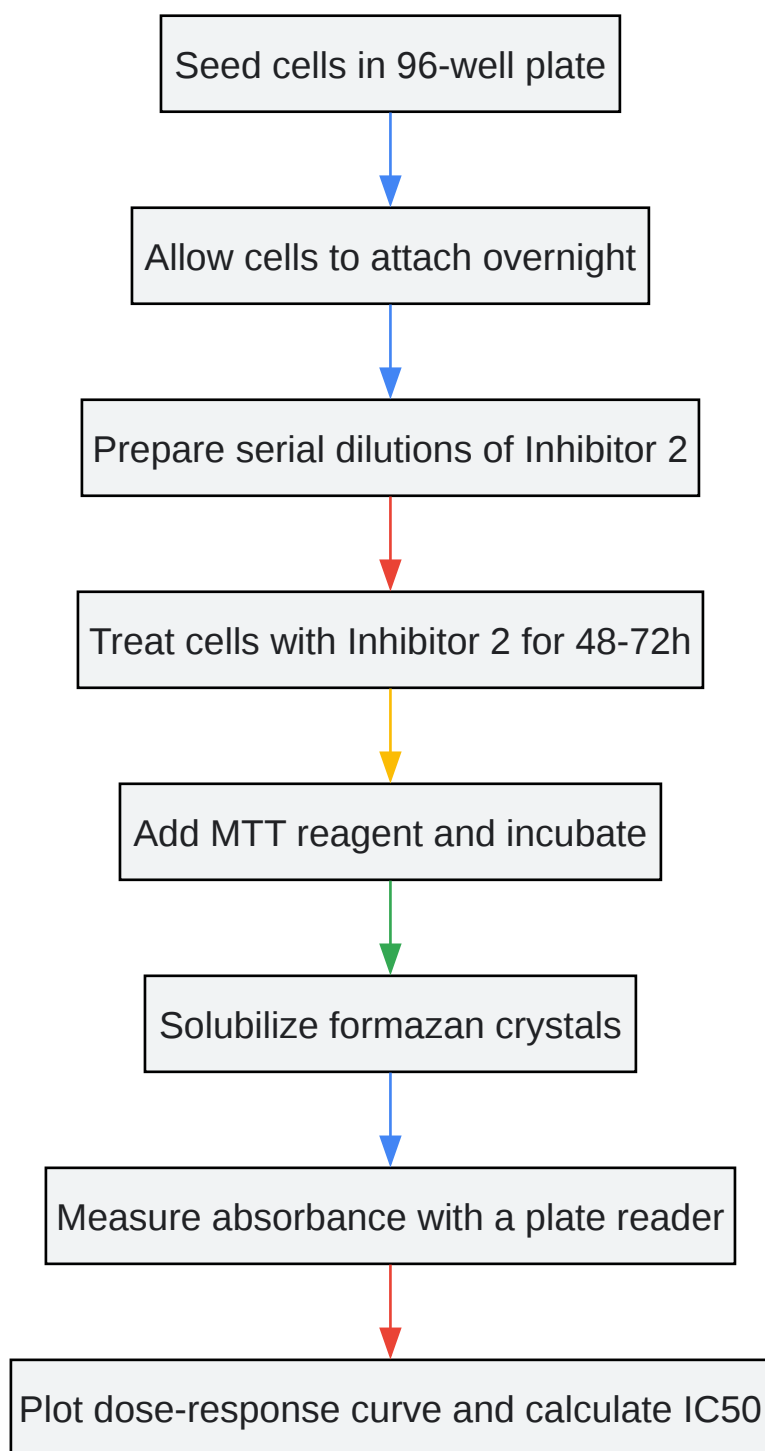 Seed cells in 96-well plate
Allow cells to attach overnight
Prepare serial dilutions of Inhibitor 2
Treat cells with Inhibitor 2 for 48-72h
Add MTT reagent and incubate
Solubilize formazan crystals
Measure absorbance with a plate reader
Plot dose-response curve and calculate IC50